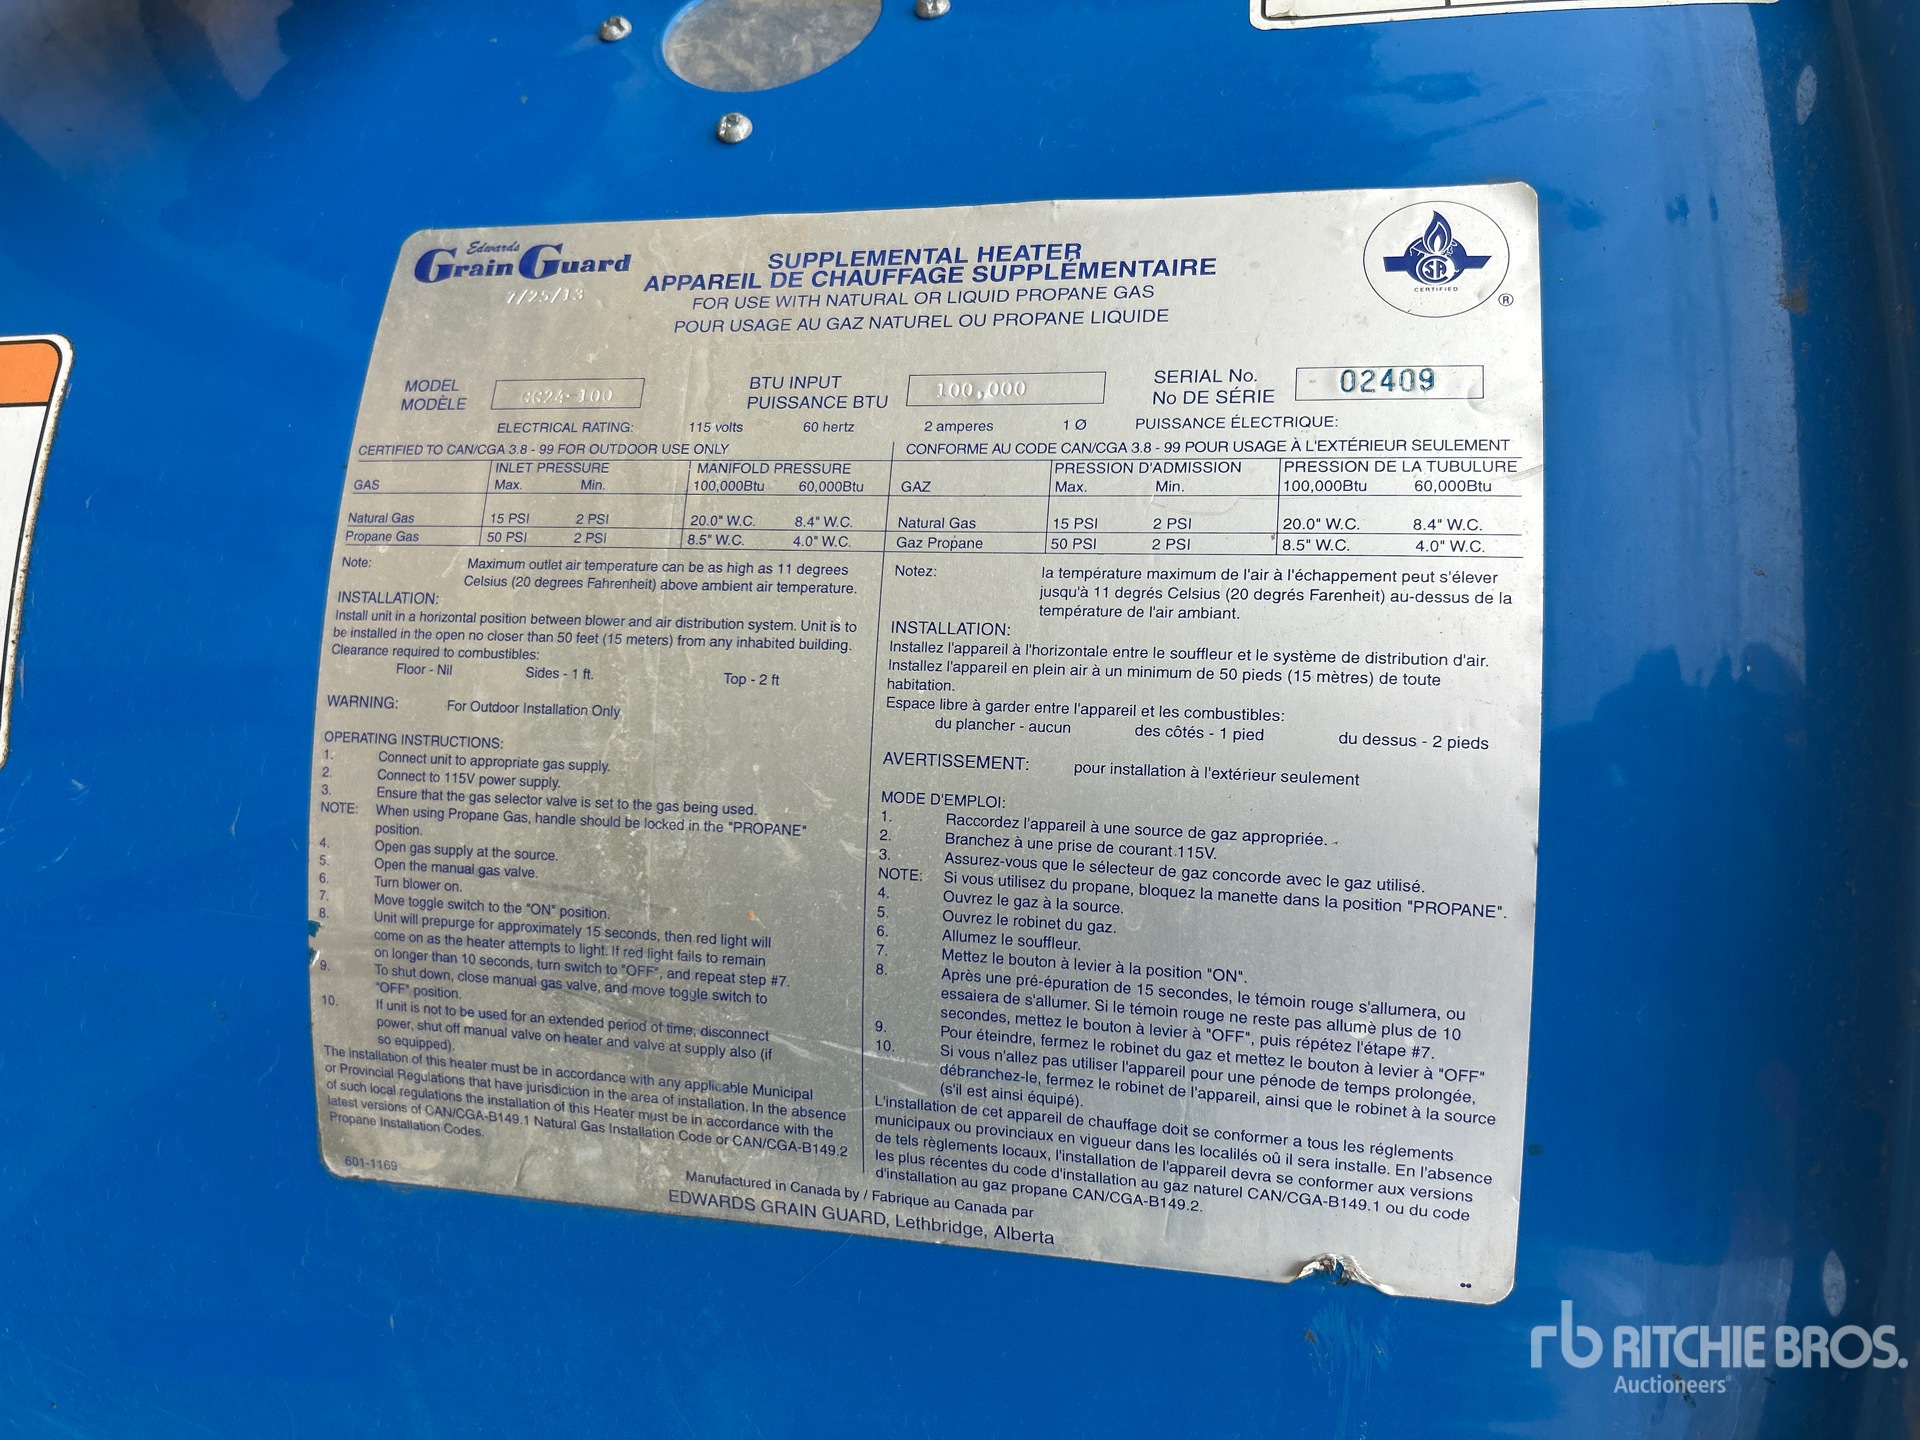 Edwards
Grain Guard
7/25/13
SUPPLEMENTAL HEATER
APPAREIL DE CHAUFFAGE SUPPLÉMENTAIRE
FOR USE WITH NATURAL OR LIQUID PROPANE GAS
POUR USAGE AU GAZ NATUREL OU PROPANE LIQUIDE
CSA
CERTIFIED
®
MODEL
MODÈLE
GG24-100
BTU INPUT
PUISSANCE BTU
100,000
SERIAL No.
No DE SÉRIE
02409
ELECTRICAL RATING: 115 volts 60 hertz 2 amperes 1 Ø PUISSANCE ÉLECTRIQUE:
CERTIFIED TO CAN/CGA 3.8 - 99 FOR OUTDOOR USE ONLY
INLET PRESSURE MANIFOLD PRESSURE
GAS Max. Min. 100,000Btu 60,000Btu
Natural Gas 15 PSI 2 PSI 20.0" W.C. 8.4" W.C.
Propane Gas 50 PSI 2 PSI 8.5" W.C. 4.0" W.C.
Note: Maximum outlet air temperature can be as high as 11 degrees
Celsius (20 degrees Fahrenheit) above ambient air temperature.
INSTALLATION:
Install unit in a horizontal position between blower and air distribution system. Unit is to
be installed in the open no closer than 50 feet (15 meters) from any inhabited building.
Clearance required to combustibles:
Floor - Nil Sides - 1 ft. Top - 2 ft
WARNING: For Outdoor Installation Only
OPERATING INSTRUCTIONS:
1. Connect unit to appropriate gas supply.
2. Connect to 115V power supply.
3. Ensure that the gas selector valve is set to the gas being used.
NOTE: When using Propane Gas, handle should be locked in the "PROPANE"
position.
4. Open gas supply at the source.
5. Open the manual gas valve.
6. Turn blower on.
7. Move toggle switch to the "ON" position.
8. Unit will prepurge for approximately 15 seconds, then red light will
come on as the heater attempts to light. If red light fails to remain
on longer than 10 seconds, turn switch to "OFF", and repeat step #7.
9. To shut down, close manual gas valve, and move toggle switch to
"OFF" position.
10. If unit is not to be used for an extended period of time, disconnect
power, shut off manual valve on heater and valve at supply also (if
so equipped).
The installation of this heater must be in accordance with any applicable Municipal
or Provincial Regulations that have jurisdiction in the area of installation. In the absence
of such local regulations the installation of this Heater must be in accordance with the
latest versions of CAN/CGA-B149.1 Natural Gas Installation Code or CAN/CGA-B149.2
Propane Installation Codes.
601-1169
CONFORME AU CODE CAN/CGA 3.8 - 99 POUR USAGE À L'EXTÉRIEUR SEULEMENT
PRESSION D'ADMISSION PRESSION DE LA TUBULURE
GAZ Max. Min. 100,000Btu 60,000Btu
Natural Gas 15 PSI 2 PSI 20.0" W.C. 8.4" W.C.
Gaz Propane 50 PSI 2 PSI 8.5" W.C. 4.0" W.C.
Notez: la température maximum de l'air à l'échappement peut s'élever
jusqu'à 11 degrés Celsius (20 degrés Farenheit) au-dessus de la
température de l'air ambiant.
INSTALLATION:
Installez l'appareil à l'horizontale entre le souffleur et le système de distribution d'air.
Installez l'appareil en plein air à un minimum de 50 pieds (15 mètres) de toute
habitation.
Espace libre à garder entre l'appareil et les combustibles:
du plancher - aucun des côtés - 1 pied du dessus - 2 pieds
AVERTISSEMENT: pour installation à l'extérieur seulement
MODE D'EMPLOI:
1. Raccordez l'appareil à une source de gaz appropriée.
2. Branchez à une prise de courant 115V.
3. Assurez-vous que le sélecteur de gaz concorde avec le gaz utilisé.
NOTE: Si vous utilisez du propane, bloquez la manette dans la position "PROPANE".
4. Ouvrez le gaz à la source.
5. Ouvrez le robinet du gaz.
6. Allumez le souffleur.
7. Mettez le bouton à levier à la position "ON".
8. Après une pré-épuration de 15 secondes, le témoin rouge s'allumera, ou
essaiera de s'allumer. Si le témoin rouge ne reste pas allumè plus de 10
secondes, mettez le bouton à levier à "OFF", puis répétez l'étape #7.
9. Pour éteindre, fermez le robinet du gaz et mettez le bouton à levier à "OFF"
10. Si vous n'allez pas utiliser l'appareil pour une pénode de temps prolongée,
débranchez-le, fermez le robinet de l'appareil, ainsi que le robinet à la source
(s'il est ainsi équipé).
L'installation de cet appareil de chauffage doit se conformer a tous les réglements
municipaux ou provinciaux en vigueur dans les localilés oû il sera installe. En l'absence
de tels règlements locaux, l'installation de l'appareil devra se conformer aux versions
les plus récentes du code d'installation au gaz naturel CAN/CGA-B149.1 ou du code
d'installation au gaz propane CAN/CGA-B149.2.
Manufactured in Canada by / Fabrique au Canada par
EDWARDS GRAIN GUARD, Lethbridge, Alberta
rb RITCHIE BROS.
Auctioneers